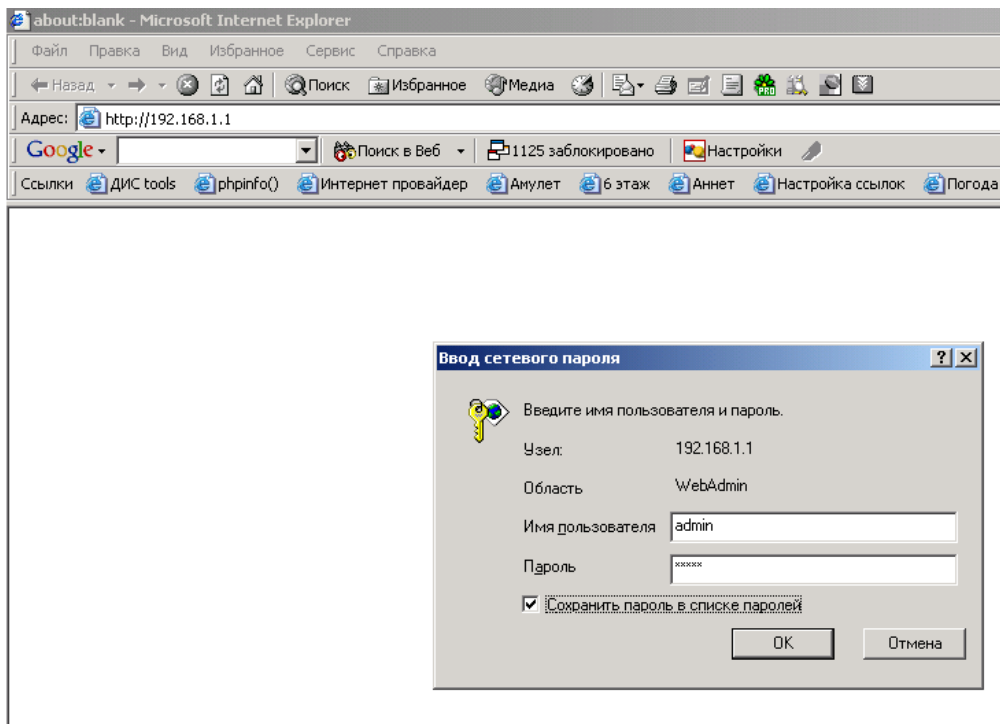 about:blank - Microsoft Internet Explorer
Файл Правка Вид Избранное Сервис Справка
Назад Поиск Избранное Медиа PRO
Адрес: http://192.168.1.1
Google Поиск в Веб 1125 заблокировано Настройки
Ссылки ДИС tools phpinfo() Интернет провайдер Амулет 6 этаж Аннет Настройка ссылок Погода
Ввод сетевого пароля
Введите имя пользователя и пароль.
Узел: 192.168.1.1
Область WebAdmin
Имя пользователя admin
Пароль xxxxx
Сохранить пароль в списке паролей
OK Отмена